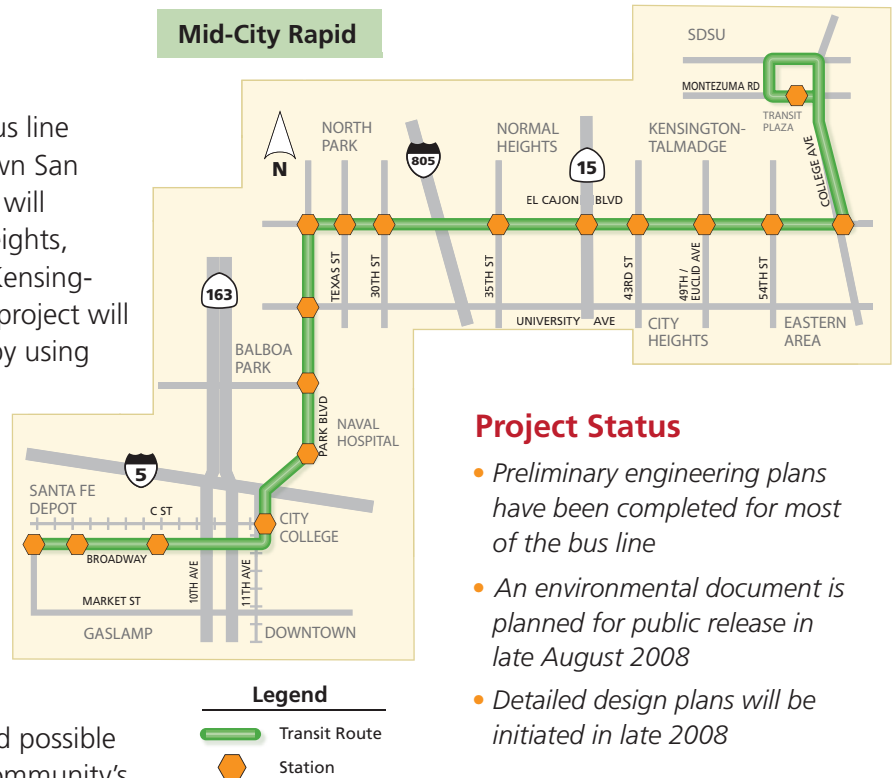 Mid-City Rapid
us line
wn San
will
eights,
Kensing-
project will
by using
d possible
ommunity's
SDSU
MONTEZUMA RD
TRANSIT
PLAZA
COLLEGE AVE
N
NORTH
PARK
805
NORMAL
HEIGHTS
15
KENSINGTON-
TALMADGE
EL CAJON BLVD
TEXAS ST
30TH ST
35TH ST
43RD ST
49TH /
EUCLID AVE
54TH ST
163
UNIVERSITY AVE
CITY
HEIGHTS
EASTERN
AREA
BALBOA
PARK
PARK BLVD
NAVAL
HOSPITAL
5
SANTA FE
DEPOT
C ST
CITY
COLLEGE
BROADWAY
10TH AVE
11TH AVE
MARKET ST
GASLAMP
DOWNTOWN
Legend
Transit Route
Station
Project Status
• Preliminary engineering plans
have been completed for most
of the bus line
• An environmental document is
planned for public release in
late August 2008
• Detailed design plans will be
initiated in late 2008